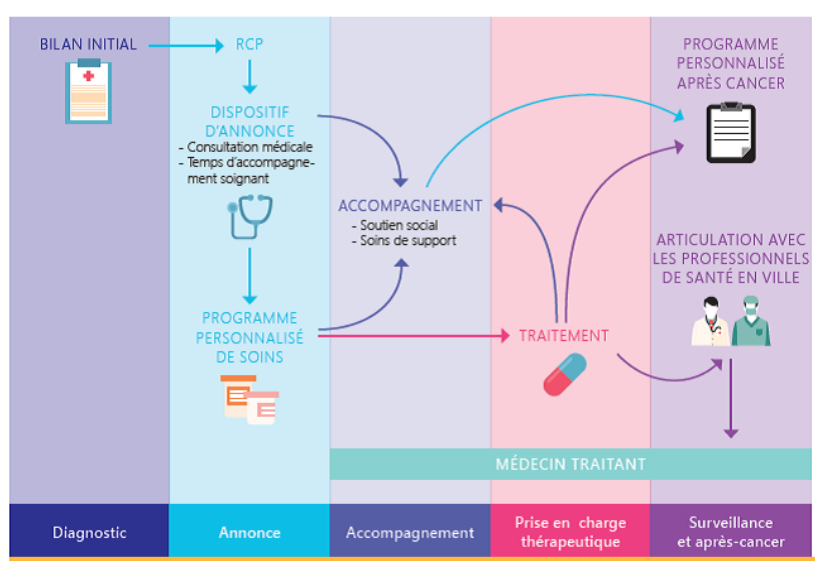 BILAN INITIAL
RCP
DISPOSITIF
D'ANNONCE
- Consultation médicale
- Temps d'accompagne-
ment soignant
PROGRAMME
PERSONNALISÉ
DE SOINS
ACCOMPAGNEMENT
- Soutien social
- Soins de support
TRAITEMENT
PROGRAMME
PERSONNALISÉ
APRÈS CANCER
ARTICULATION AVEC
LES PROFESSIONNELS
DE SANTÉ EN VILLE
MÉDECIN TRAITANT
Diagnostic
Annonce
Accompagnement
Prise en charge
thérapeutique
Surveillance
et après-cancer